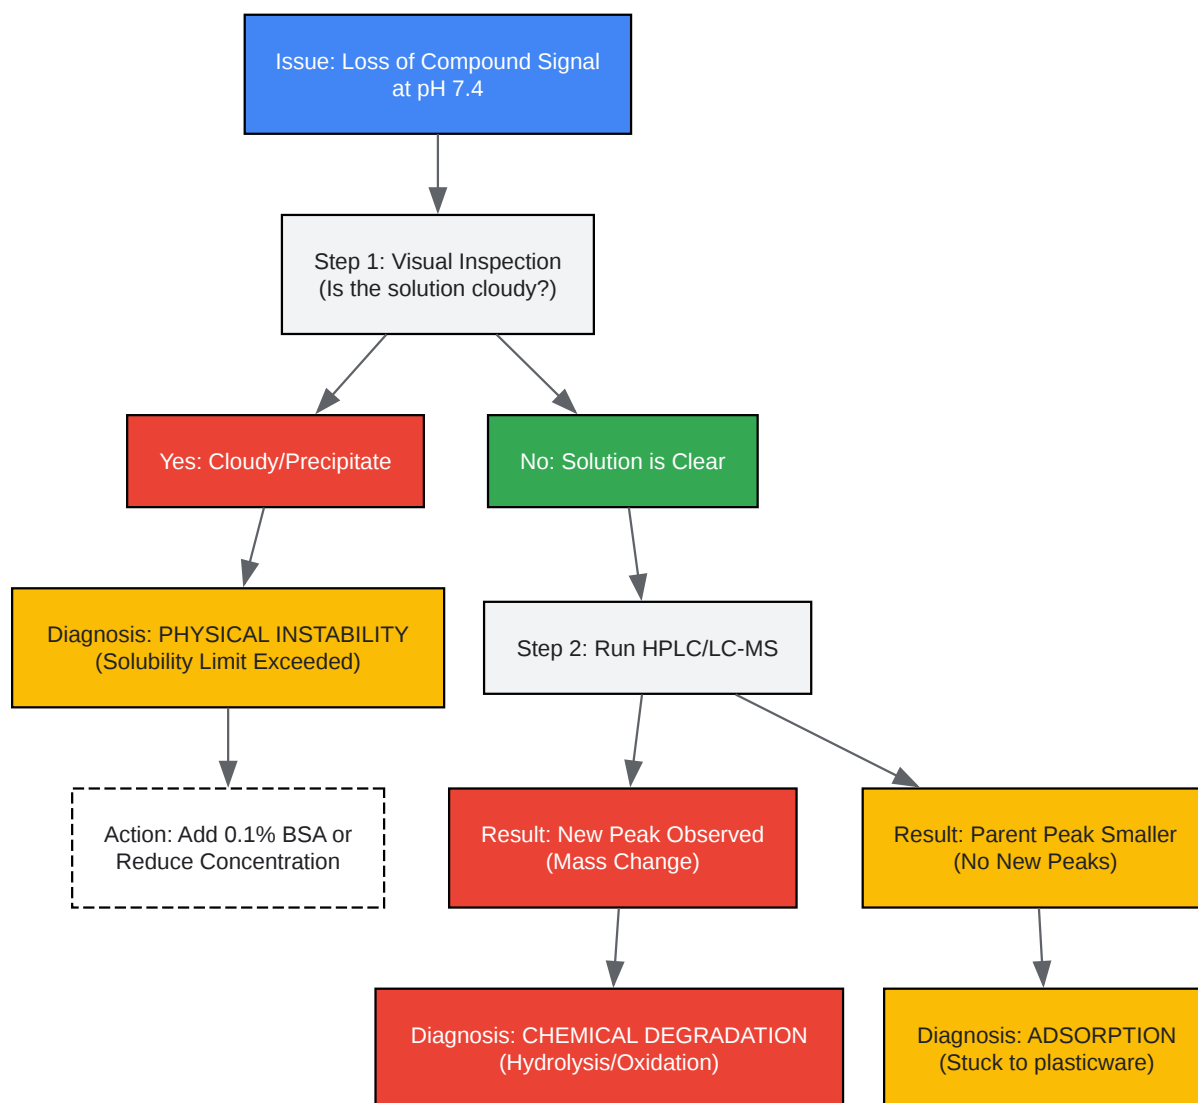 Issue: Loss of Compound Signal
at pH 7.4
Step 1: Visual Inspection
(Is the solution cloudy?)
Yes: Cloudy/Precipitate
No: Solution is Clear
Diagnosis: PHYSICAL INSTABILITY
(Solubility Limit Exceeded)
Step 2: Run HPLC/LC-MS
Action: Add 0.1% BSA or
Reduce Concentration
Result: New Peak Observed
(Mass Change)
Result: Parent Peak Smaller
(No New Peaks)
Diagnosis: CHEMICAL DEGRADATION
(Hydrolysis/Oxidation)
Diagnosis: ADSORPTION
(Stuck to plasticware)